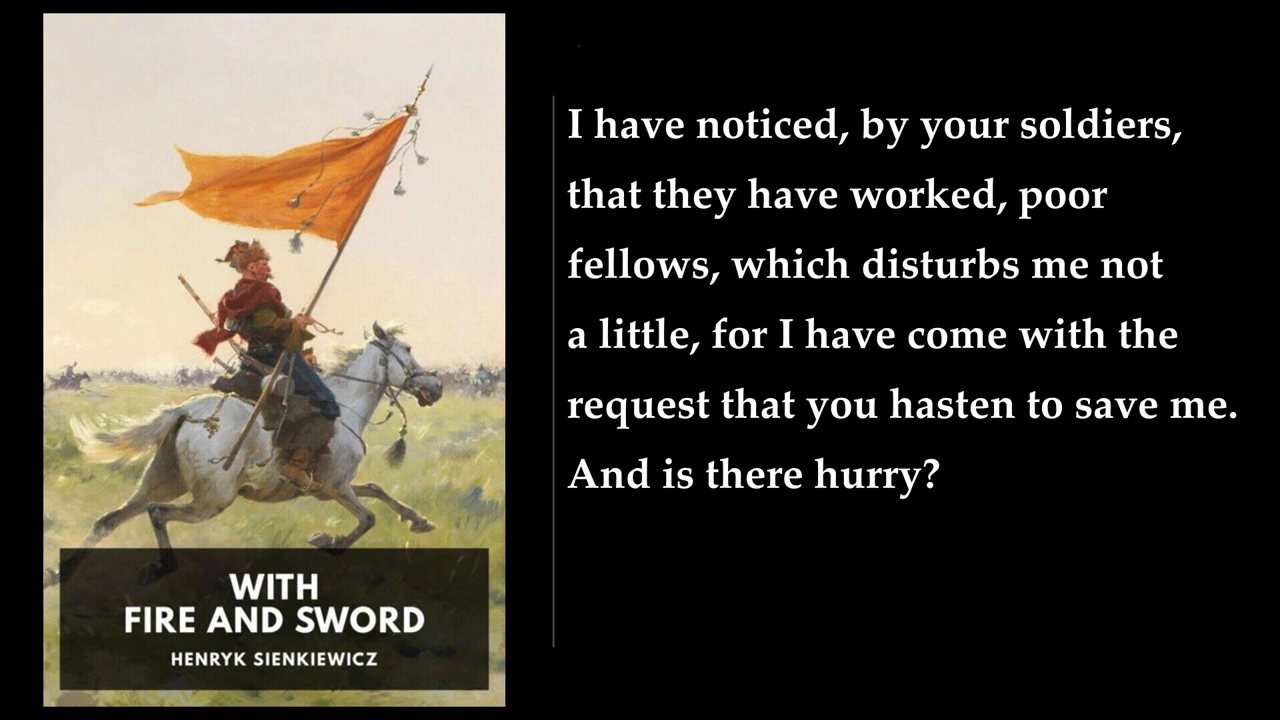 I have noticed, by your soldiers,
that they have worked, poor
fellows, which disturbs me not
a little, for I have come with the
request that you hasten to save me.
And is there hurry?
WITH
FIRE AND SWORD
HENRYK SIENKIEWICZ